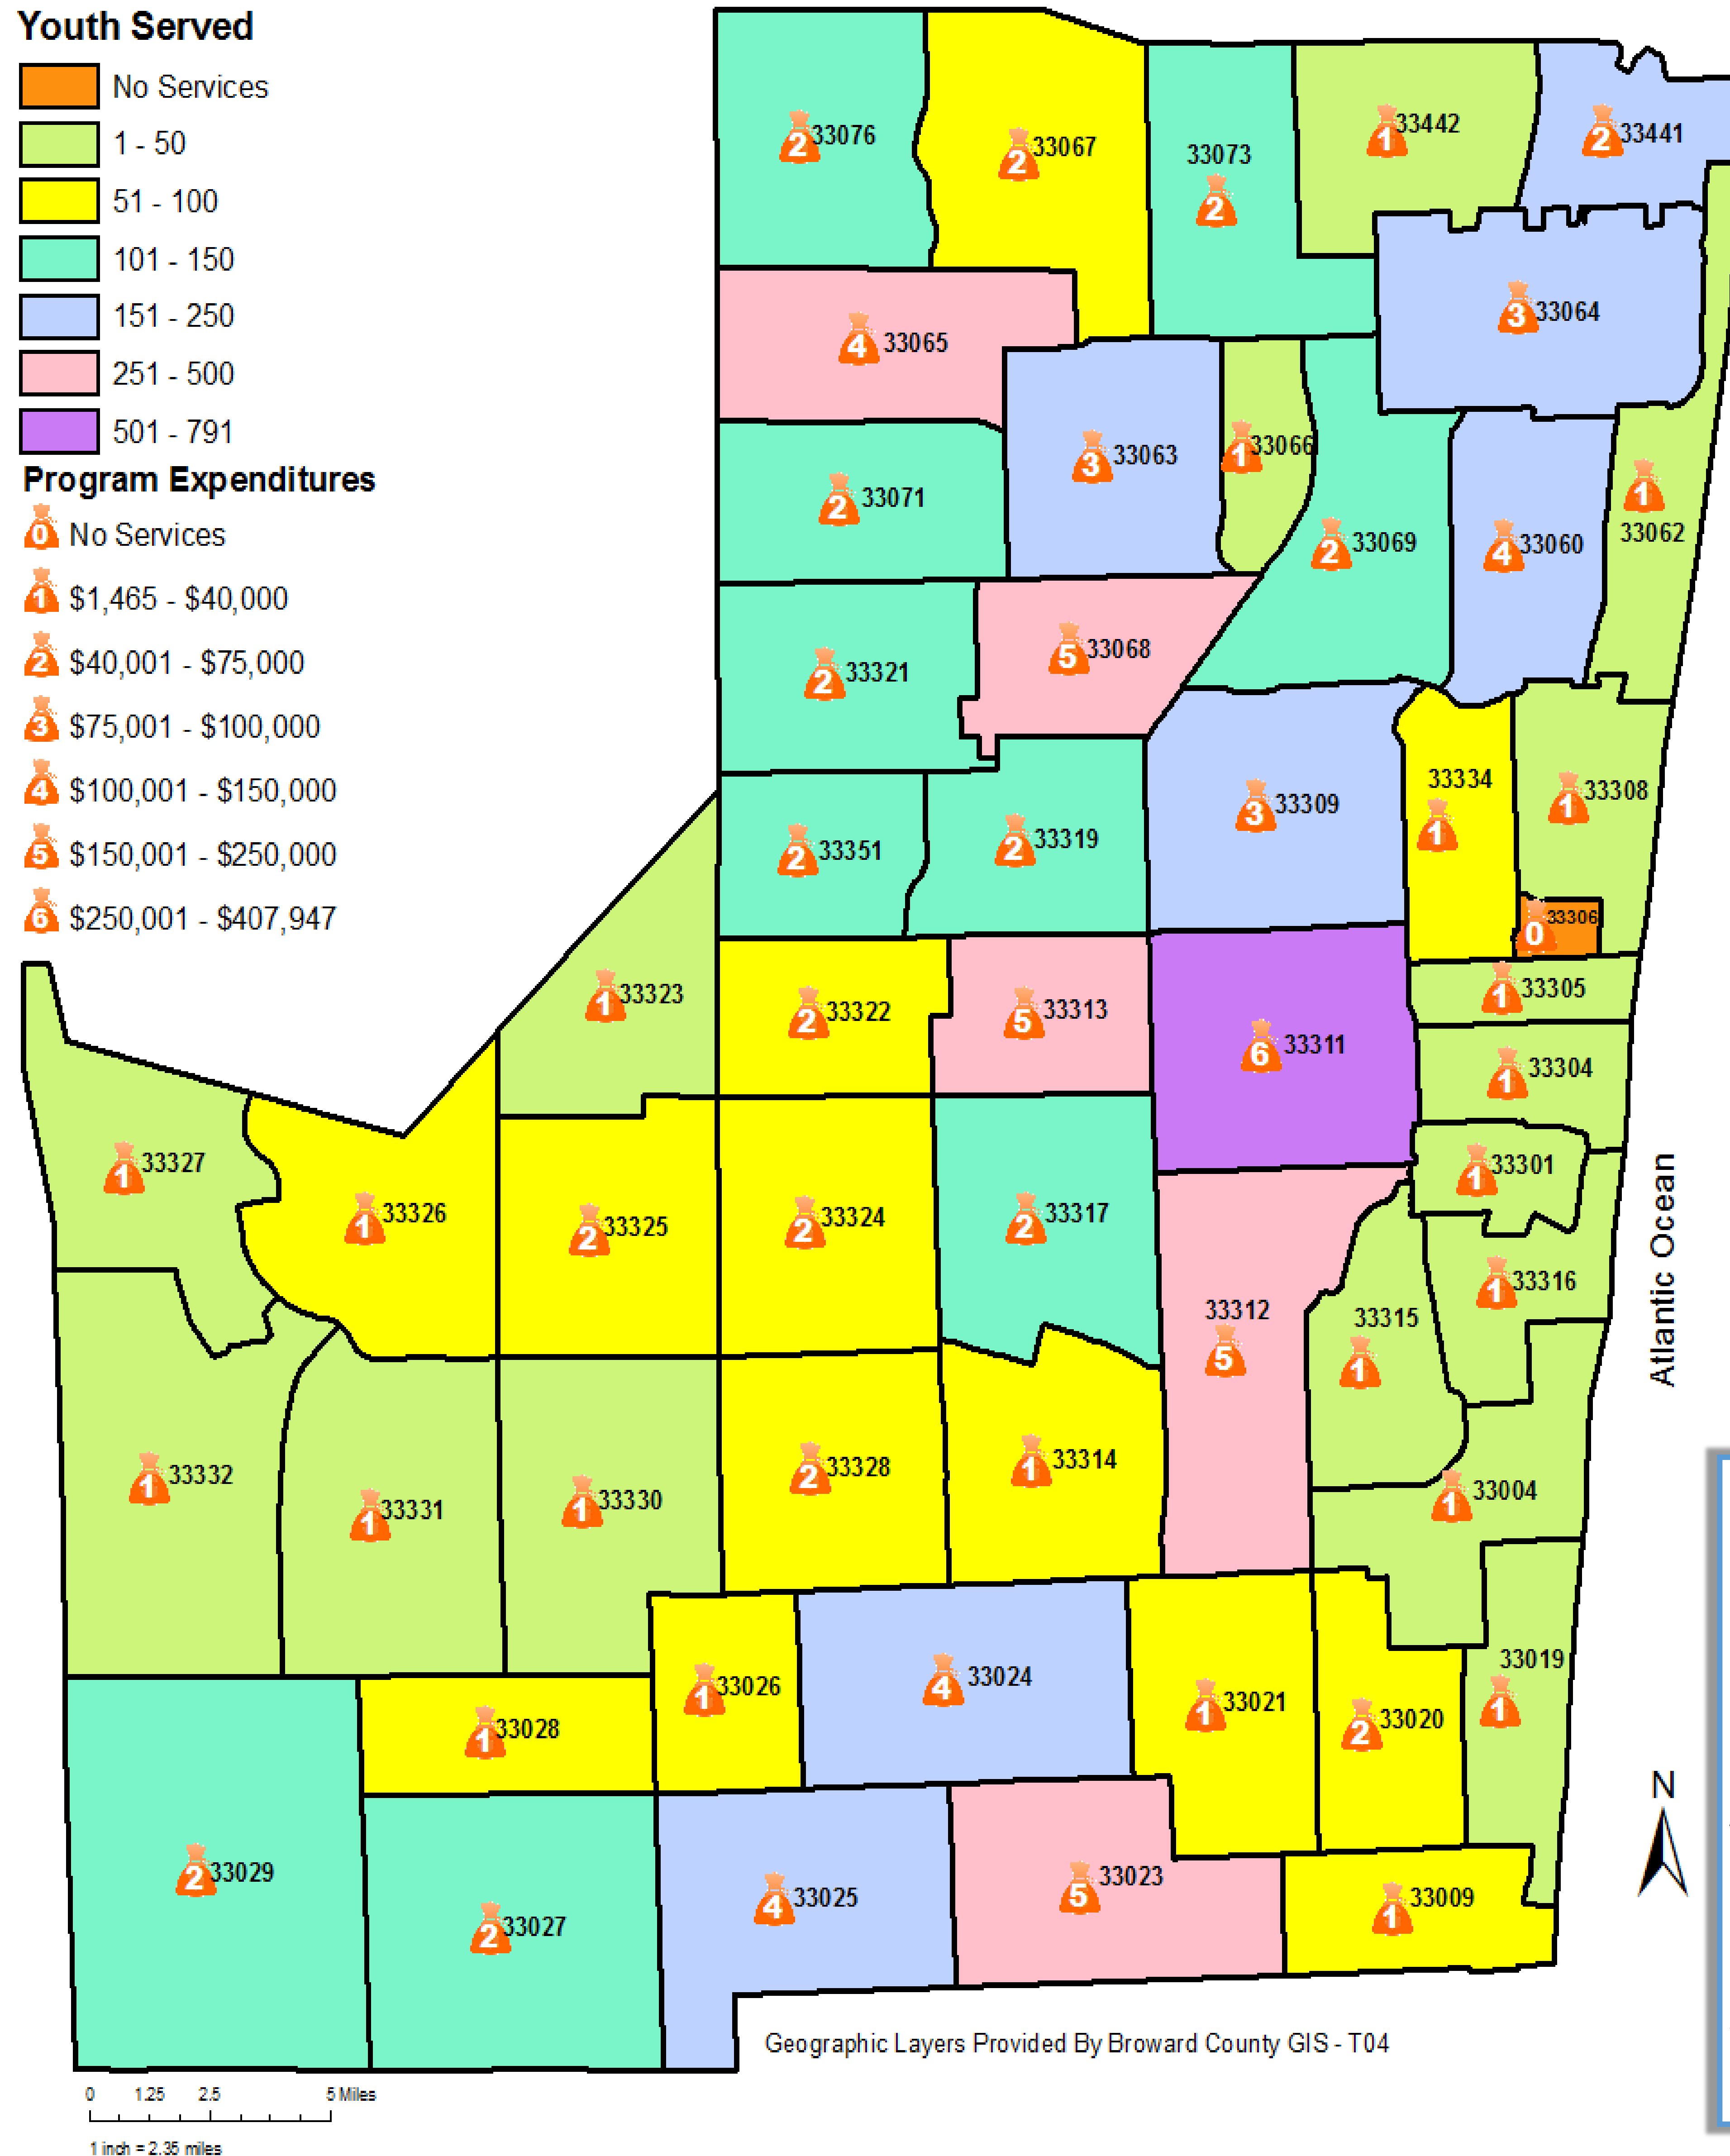 Youth Served
No Services
1 - 50
51 - 100
101 - 150
151 - 250
251 - 500
501 - 791
Program Expenditures
0 No Services
1 $1,465 - $40,000
2 $40,001 - $75,000
3 $75,001 - $100,000
4 $100,001 - $150,000
5 $150,001 - $250,000
6 $250,001 - $407,947
2 33076
2 33067
33073
2
1 33442
2 33441
3 33064
4 33065
3 33063
1 33066
2 33071
2 33069
4 33060
1
33062
2 33321
5 33068
2 33351
2 33319
3 33309
33334
1
1 33308
0 33306
1 33323
2 33322
5 33313
6 33311
1 33305
1 33304
1 33327
1 33326
2 33325
2 33324
2 33317
1 33301
1 33316
33312
5
33315
1
Atlantic Ocean
1 33332
1 33331
1 33330
2 33328
1 33314
1 33004
1 33028
1 33026
4 33024
1 33021
2 33020
33019
1
N
2 33029
2 33027
4 33025
5 33023
1 33009
Geographic Layers Provided By Broward County GIS - T04
0 1.25 2.5 5 Miles
1 inch = 2.35 miles